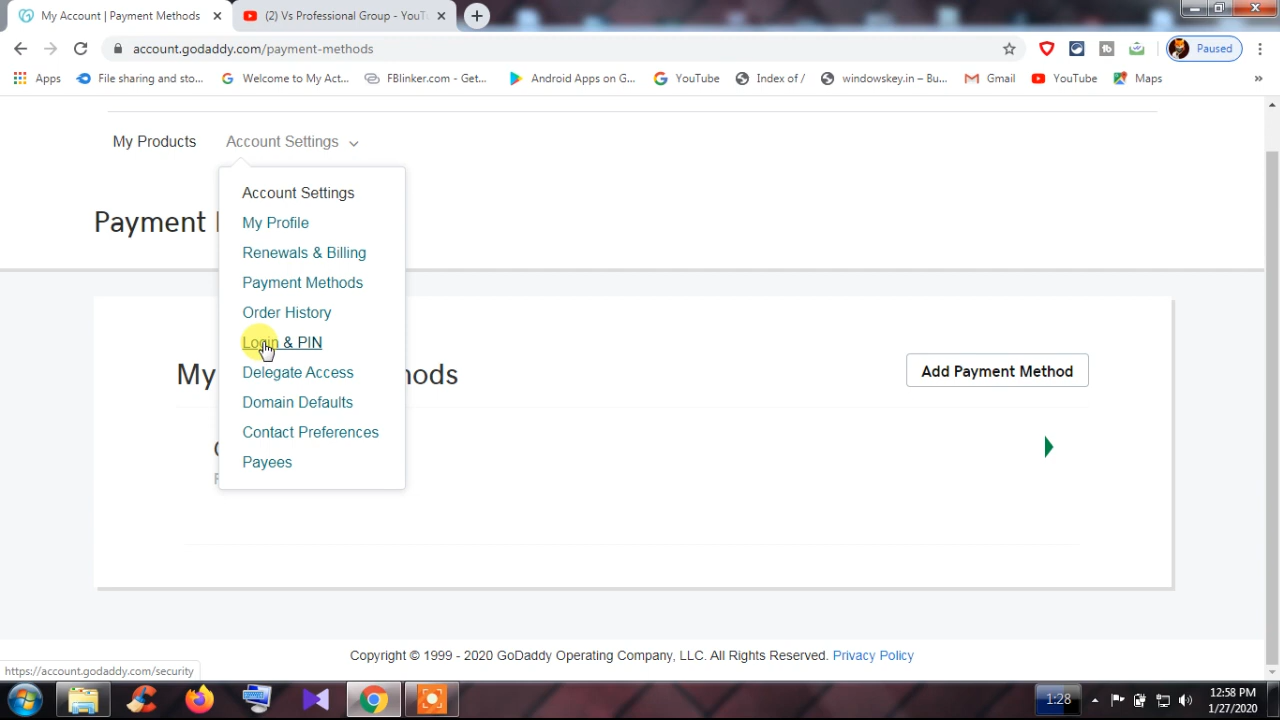 My Account | Payment Methods
(2) Vs Professional Group - YouT
account.godaddy.com/payment-methods
Paused
Apps File sharing and sto... Welcome to My Act... FBlinker.com - Get... Android Apps on G... YouTube Index of / windowskey.in – Bu... Gmail YouTube Maps »
My Products Account Settings
Account Settings
My Profile
Payment
Renewals & Billing
Payment Methods
Order History
Login & PIN
My hods
Add Payment Method
Delegate Access
Domain Defaults
Contact Preferences
Payees
Copyright © 1999 - 2020 GoDaddy Operating Company, LLC. All Rights Reserved. Privacy Policy
https://account.godaddy.com/security
1:28
12:58 PM
1/27/2020